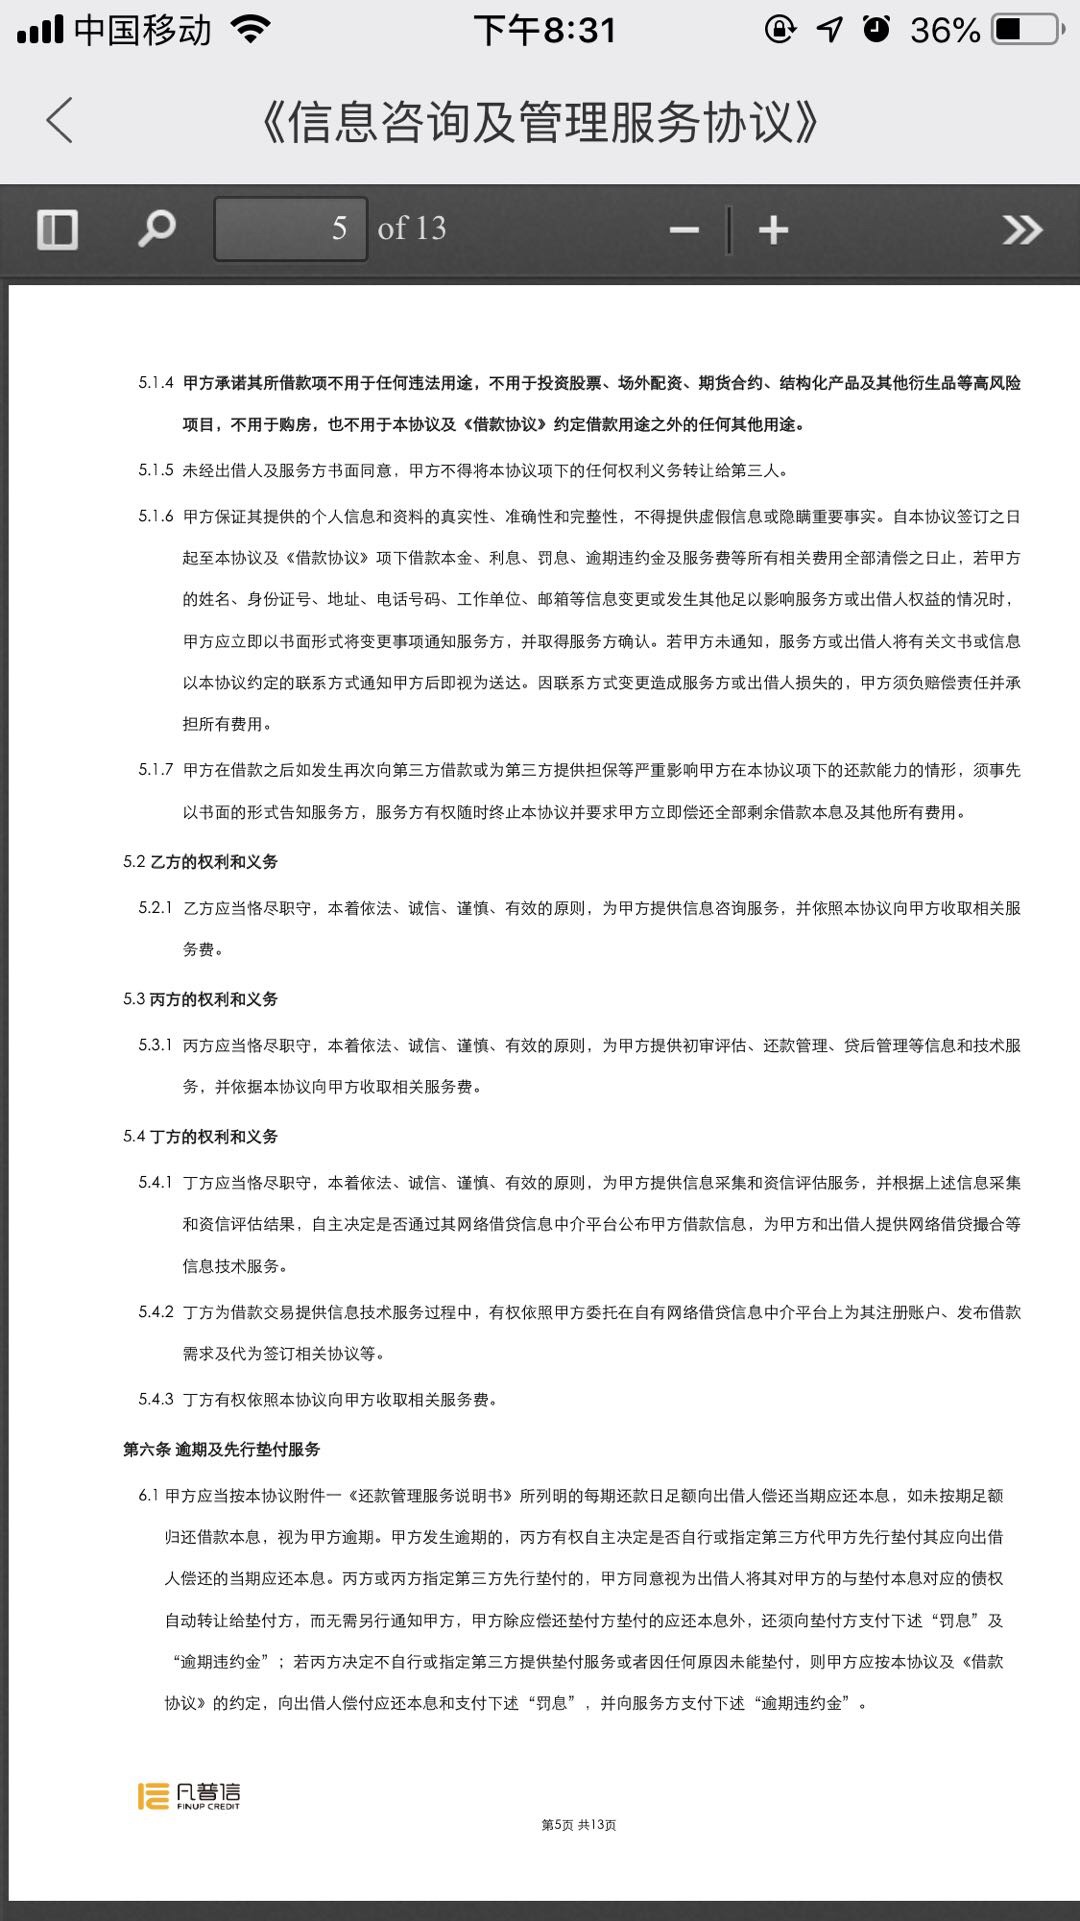 中国移动 下午8:31 36%
《信息咨询及管理服务协议》
5 of 13
5.1.4 甲方承诺其所借款项不用于任何违法用途，不用于投资股票、场外配资、期货合约、结构化产品及其他衍生品等高风险
项目，不用于购房，也不用于本协议及《借款协议》约定借款用途之外的任何其他用途。
5.1.5 未经出借人及服务方书面同意，甲方不得将本协议项下的任何权利义务转让给第三人。
5.1.6 甲方保证其提供的个人信息和资料的真实性、准确性和完整性，不得提供虚假信息或隐瞒重要事实。自本协议签订之日
起至本协议及《借款协议》项下借款本金、利息、罚息、逾期违约金及服务费等所有相关费用全部清偿之日止，若甲方
的姓名、身份证号、地址、电话号码、工作单位、邮箱等信息变更或发生其他足以影响服务方或出借人权益的情况时，
甲方应立即以书面形式将变更事项通知服务方，并取得服务方确认。若甲方未通知，服务方或出借人将有关文书或信息
以本协议约定的联系方式通知甲方后即视为送达。因联系方式变更造成服务方或出借人损失的，甲方须负赔偿责任并承
担所有费用。
5.1.7 甲方在借款之后如发生再次向第三方借款或为第三方提供担保等严重影响甲方在本协议项下的还款能力的情形，须事先
以书面的形式告知服务方，服务方有权随时终止本协议并要求甲方立即偿还全部剩余借款本息及其他所有费用。
5.2 乙方的权利和义务
5.2.1 乙方应当恪尽职守，本着依法、诚信、谨慎、有效的原则，为甲方提供信息咨询服务，并依照本协议向甲方收取相关服
务费。
5.3 丙方的权利和义务
5.3.1 丙方应当恪尽职守，本着依法、诚信、谨慎、有效的原则，为甲方提供初审评估、还款管理、贷后管理等信息和技术服
务，并依据本协议向甲方收取相关服务费。
5.4 丁方的权利和义务
5.4.1 丁方应当恪尽职守，本着依法、诚信、谨慎、有效的原则，为甲方提供信息采集和资信评估服务，并根据上述信息采集
和资信评估结果，自主决定是否通过其网络借贷信息中介平台公布甲方借款信息，为甲方和出借人提供网络借贷撮合等
信息技术服务。
5.4.2 丁方为借款交易提供信息技术服务过程中，有权依照甲方委托在自有网络借贷信息中介平台上为其注册账户、发布借款
需求及代为签订相关协议等。
5.4.3 丁方有权依照本协议向甲方收取相关服务费。
第六条 逾期及先行垫付服务
6.1 甲方应当按本协议附件一《还款管理服务说明书》所列明的每期还款日足额向出借人偿还当期应还本息，如未按期足额
归还借款本息，视为甲方逾期。甲方发生逾期的，丙方有权自主决定是否自行或指定第三方代甲方先行垫付其应向出借
人偿还的当期应还本息。丙方或丙方指定第三方先行垫付的，甲方同意视为出借人将其对甲方的与垫付本息对应的债权
自动转让给垫付方，而无需另行通知甲方，甲方除应偿还垫付方垫付的应还本息外，还须向垫付方支付下述“罚息”及
“逾期违约金”；若丙方决定不自行或指定第三方提供垫付服务或者因任何原因未能垫付，则甲方应按本协议及《借款
协议》的约定，向出借人偿付应还本息和支付下述“罚息”，并向服务方支付下述“逾期违约金”。
凡普信
FINUP CREDIT
第5页 共13页